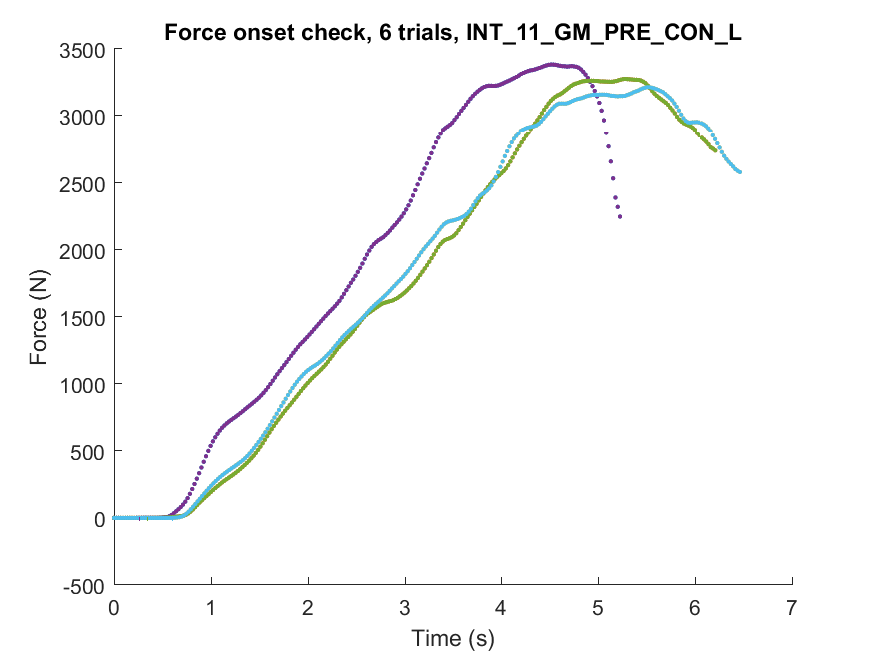 Force onset check, 6 trials, INT_11_GM_PRE_CON_L
3500
3000
2500
2000
1500
1000
500
0
-500
Force (N)
0 1 2 3 4 5 6 7
Time (s)